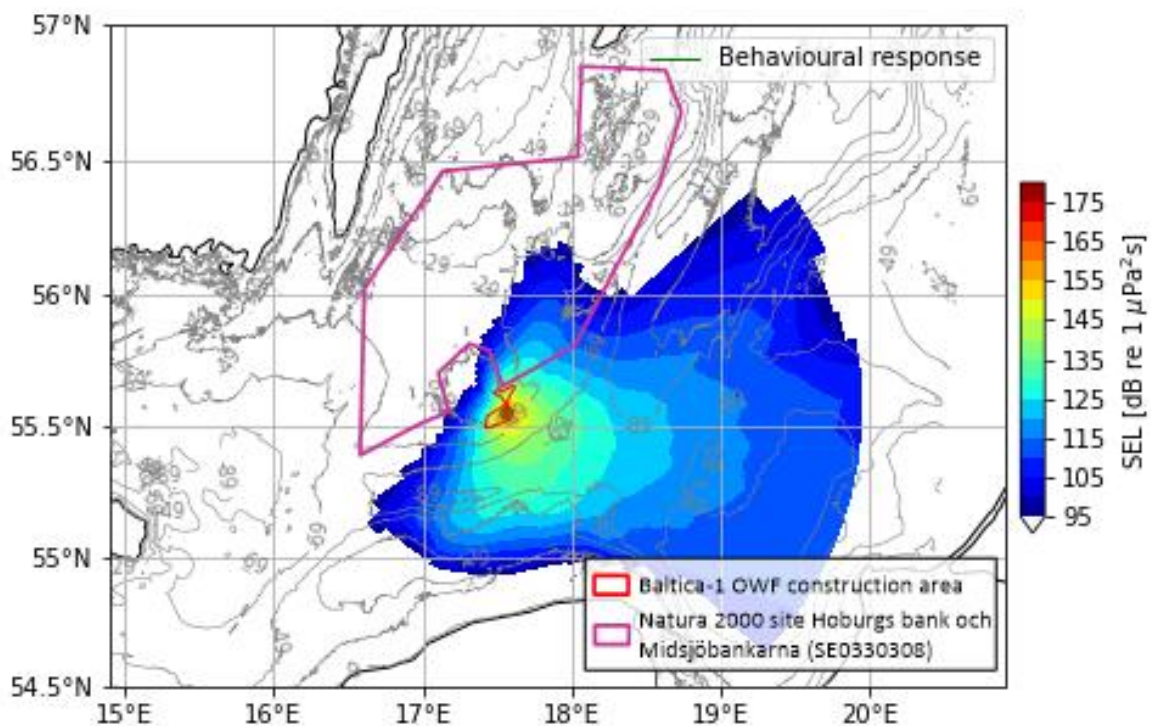 57°N
Behavioural response
56.5°N
56°N
55.5°N
55°N
54.5°N
15°E
16°E
17°E
18°E
19°E
20°E
175
165
155
145
135
125
115
105
95
SEL [dB re 1 μPa²s]
Baltica-1 OWF construction area
Natura 2000 site Hoburgs bank och
Midsjöbankarna (SE0330308)